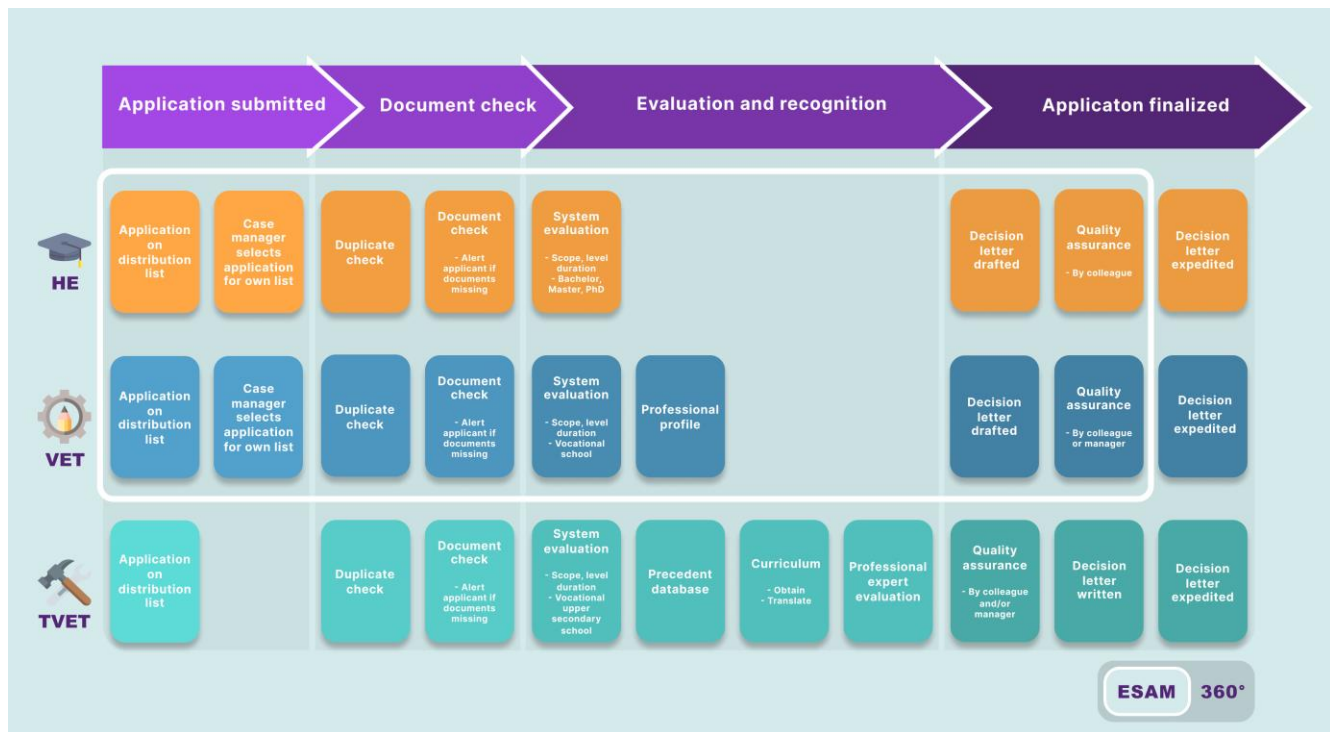 Application submitted
Document check
Evaluation and recognition
Applicaton finalized
HE
Application
on
distribution
list
Case
manager
selects
application
for own list
Duplicate
check
Document
check
- Alert
applicant if
documents
missing
System
evaluation
- Scope, level
duration
- Bachelor,
Master, PhD
Decision
letter
drafted
Quality
assurance
- By colleague
Decision
letter
expedited
VET
Application
on
distribution
list
Case
manager
selects
application
for own list
Duplicate
check
Document
check
- Alert
applicant if
documents
missing
System
evaluation
- Scope, level
duration
- Vocational
school
Professional
profile
Decision
letter
drafted
Quality
assurance
- By colleague
or manager
Decision
letter
expedited
TVET
Application
on
distribution
list
Duplicate
check
Document
check
- Alert
applicant if
documents
missing
System
evaluation
- Scope, level
duration
- Vocational
upper
secondary
school
Precedent
database
Curriculum
- Obtain
- Translate
Professional
expert
evaluation
Quality
assurance
- By colleague
and/or
manager
Decision
letter
written
Decision
letter
expedited
ESAM 360°